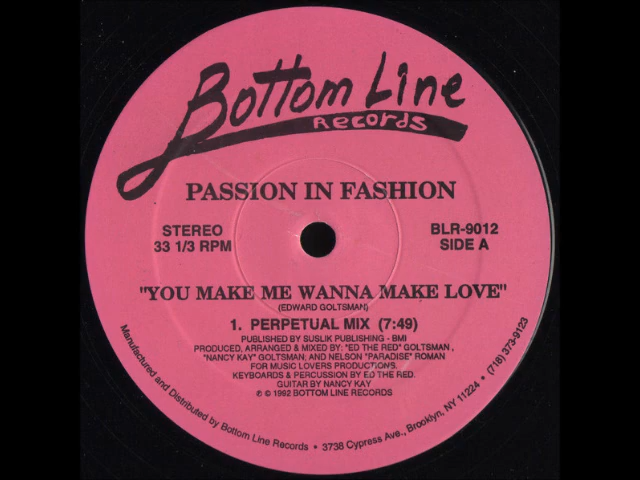 Bottom Line
Records
PASSION IN FASHION
STEREO
33 1/3 RPM
BLR-9012
SIDE A
"YOU MAKE ME WANNA MAKE LOVE"
(EDWARD GOLTSMAN)
1. PERPETUAL MIX (7:49)
PUBLISHED BY SUSLIK PUBLISHING - BMI
PRODUCED, ARRANGED & MIXED BY: "ED THE RED" GOLTSMAN,
"NANCY KAY" GOLTSMAN; AND NELSON "PARADISE" ROMAN
FOR MUSIC LOVERS PRODUCTIONS.
KEYBOARDS & PERCUSSION BY ED THE RED.
GUITAR BY NANCY KAY
℗ © 1992 BOTTOM LINE RECORDS
Manufactured and Distributed by Bottom Line Records • 3738 Cypress Ave., Brooklyn, NY 11224 • (718) 373-9123